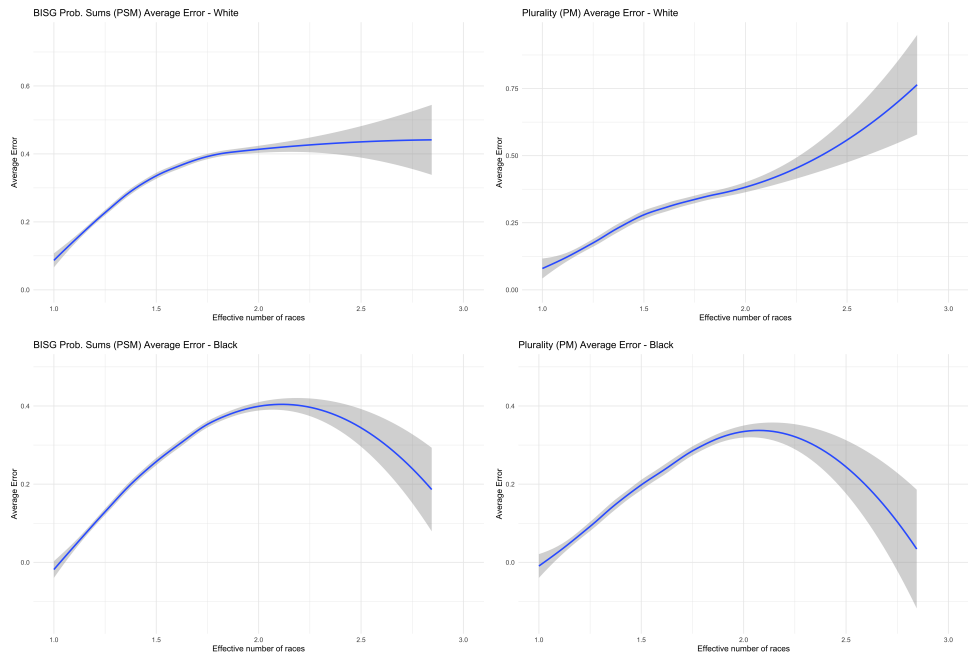 BISG Prob. Sums (PSM) Average Error - White
Average Error
0.6
0.4
0.2
0.0
1.0 1.5 2.0 2.5 3.0
Effective number of races
Plurality (PM) Average Error - White
Average Error
0.75
0.50
0.25
0.00
1.0 1.5 2.0 2.5 3.0
Effective number of races
BISG Prob. Sums (PSM) Average Error - Black
Average Error
0.4
0.2
0.0
1.0 1.5 2.0 2.5 3.0
Effective number of races
Plurality (PM) Average Error - Black
Average Error
0.4
0.2
0.0
1.0 1.5 2.0 2.5 3.0
Effective number of races